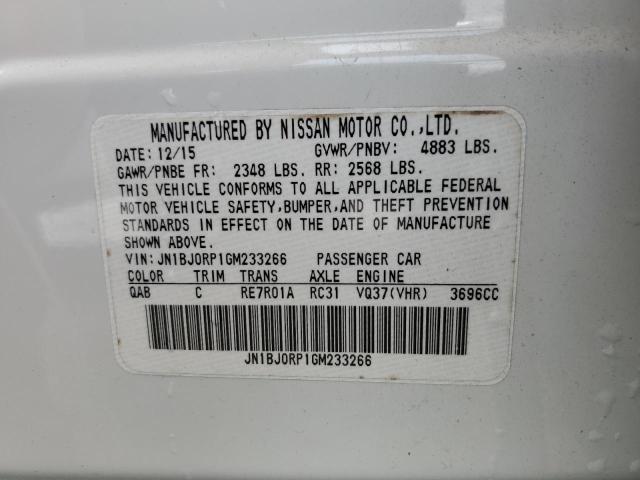 MANUFACTURED BY NISSAN MOTOR CO.,LTD.
DATE: 12/15 GVWR/PNBV: 4883 LBS.
GAWR/PNBE FR: 2348 LBS. RR: 2568 LBS.
THIS VEHICLE CONFORMS TO ALL APPLICABLE FEDERAL
MOTOR VEHICLE SAFETY,BUMPER,AND THEFT PREVENTION
STANDARDS IN EFFECT ON THE DATE OF MANUFACTURE
SHOWN ABOVE.
VIN: JN1BJ0RP1GM233266 PASSENGER CAR
COLOR TRIM TRANS AXLE ENGINE
QAB C RE7R01A RC31 VQ37(VHR) 3696CC
JN1BJ0RP1GM233266